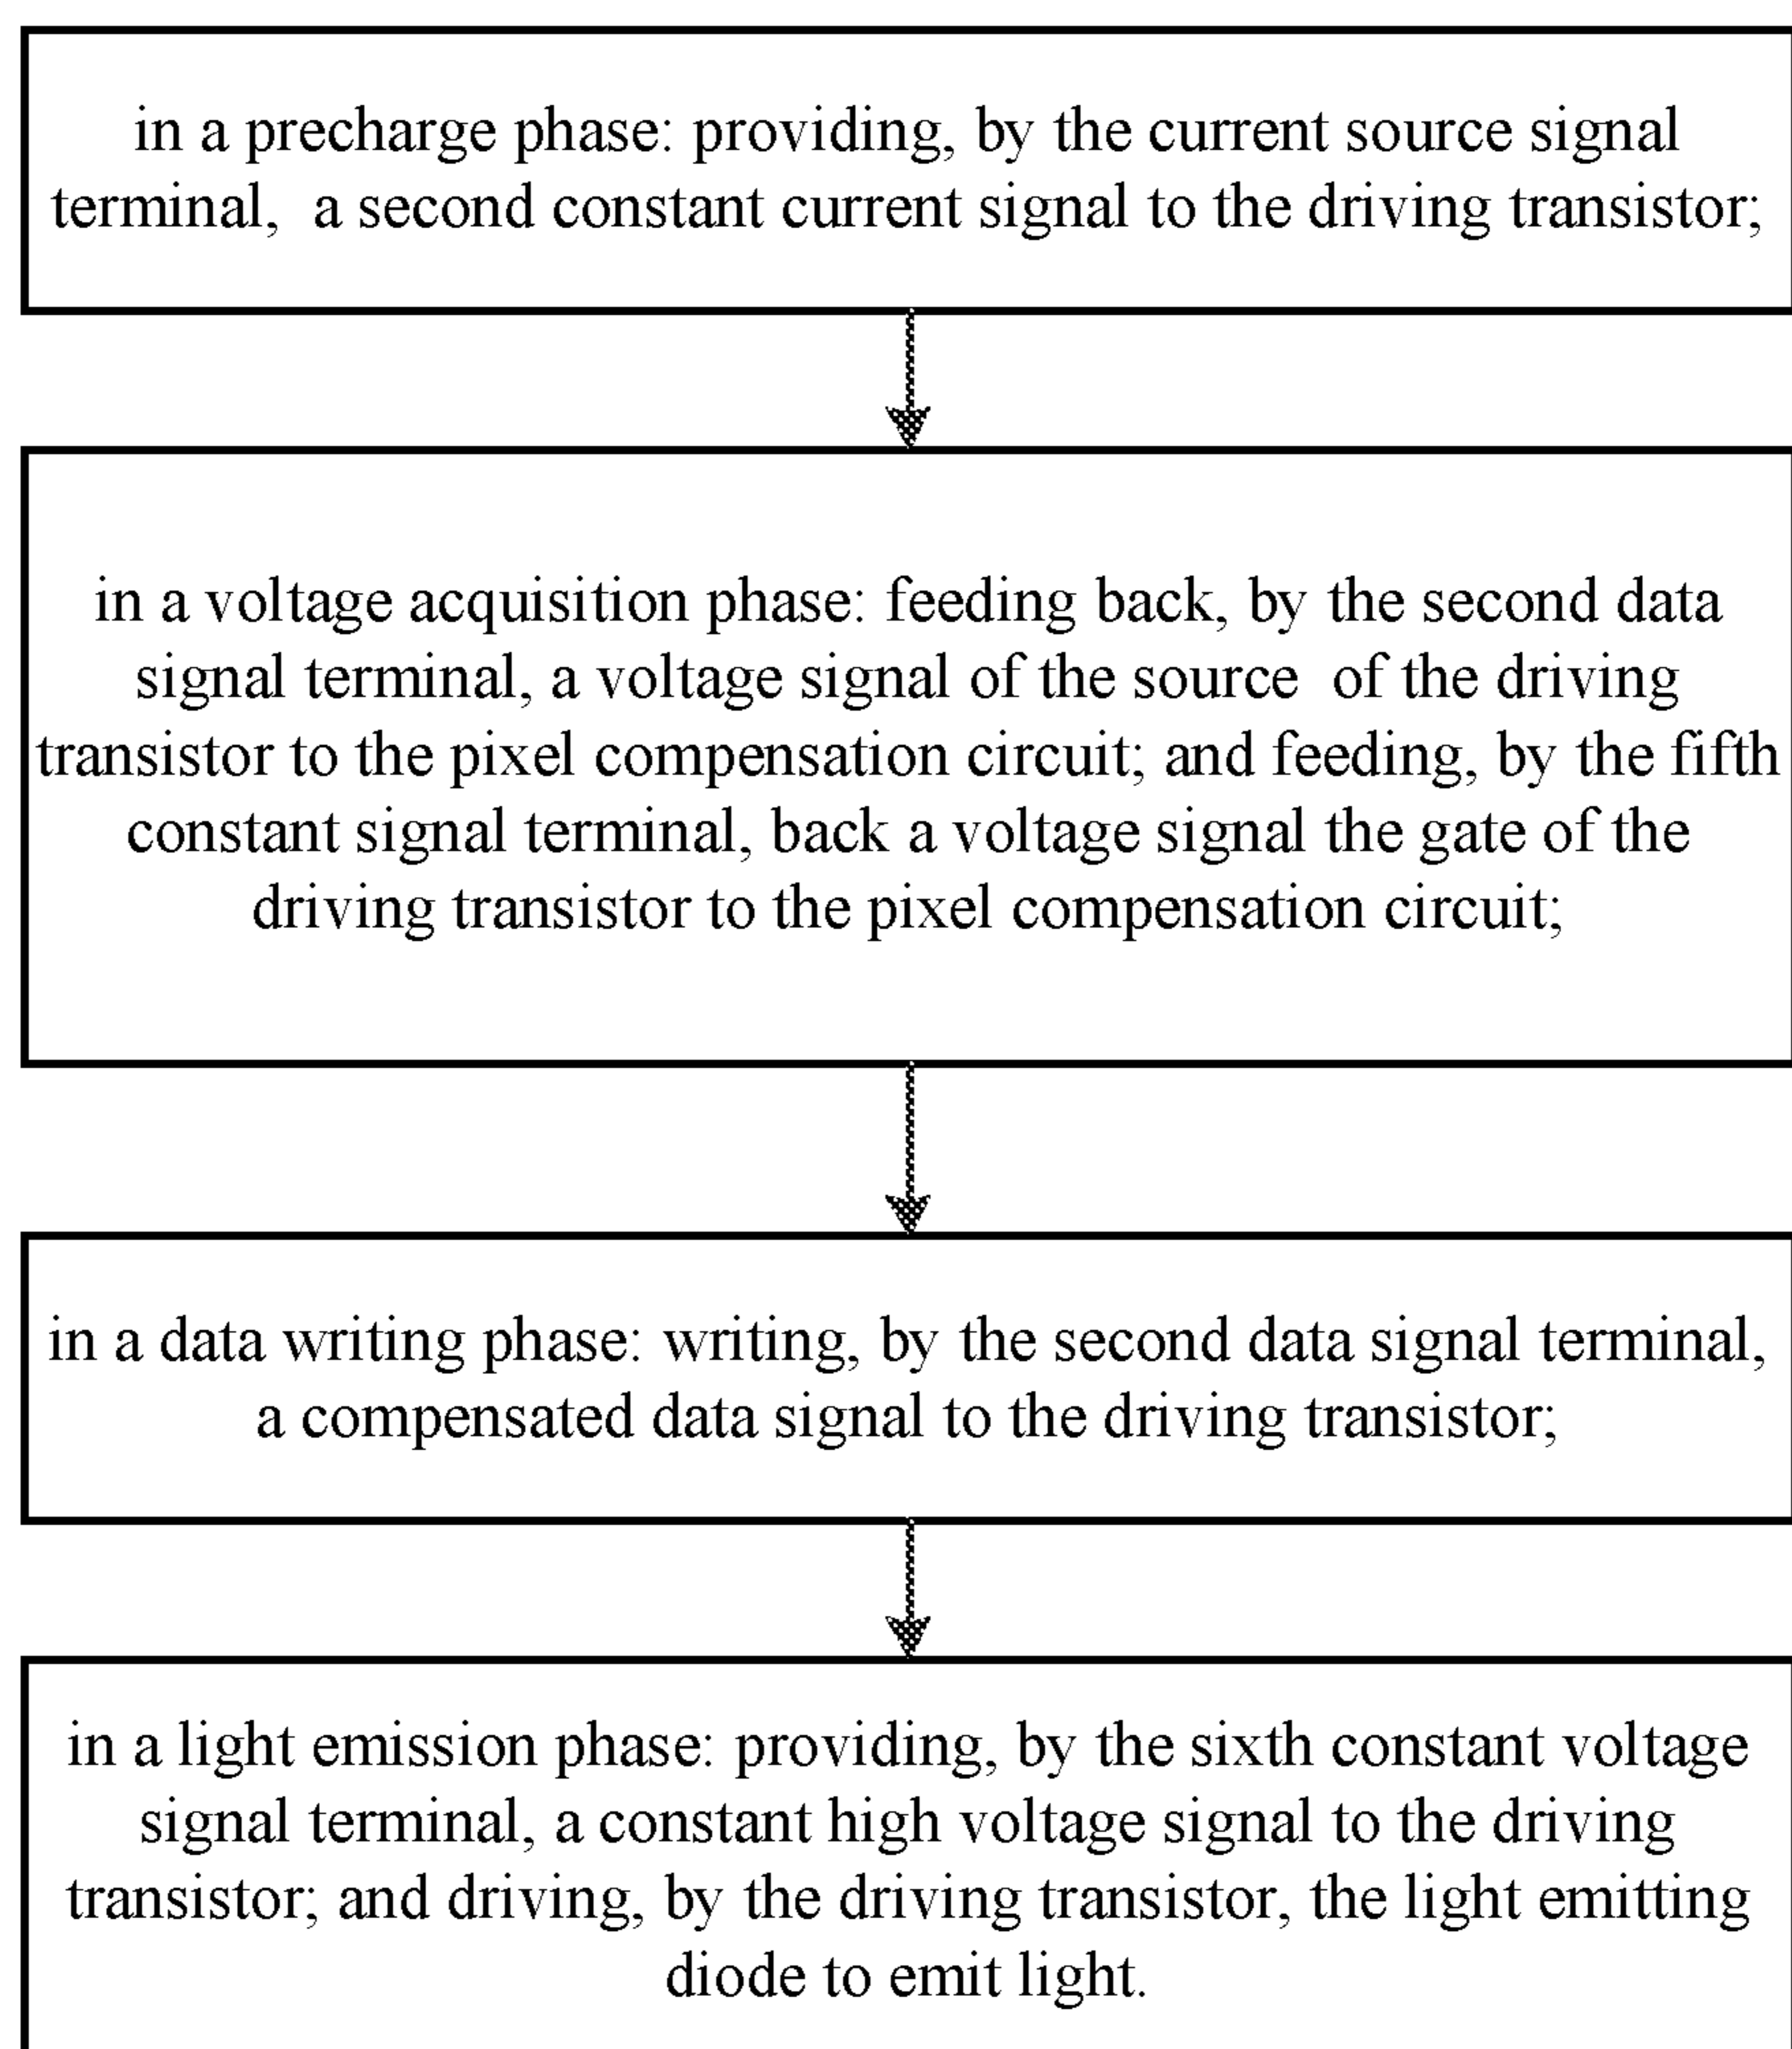 in a precharge phase: providing, by the current source signal
terminal, a second constant current signal to the driving transistor;
in a voltage acquisition phase: feeding back, by the second data
signal terminal, a voltage signal of the source of the driving
transistor to the pixel compensation circuit; and feeding, by the fifth
constant signal terminal, back a voltage signal the gate of the
driving transistor to the pixel compensation circuit;
in a data writing phase: writing, by the second data signal terminal,
a compensated data signal to the driving transistor;
in a light emission phase: providing, by the sixth constant voltage
signal terminal, a constant high voltage signal to the driving
transistor; and driving, by the driving transistor, the light emitting
diode to emit light.